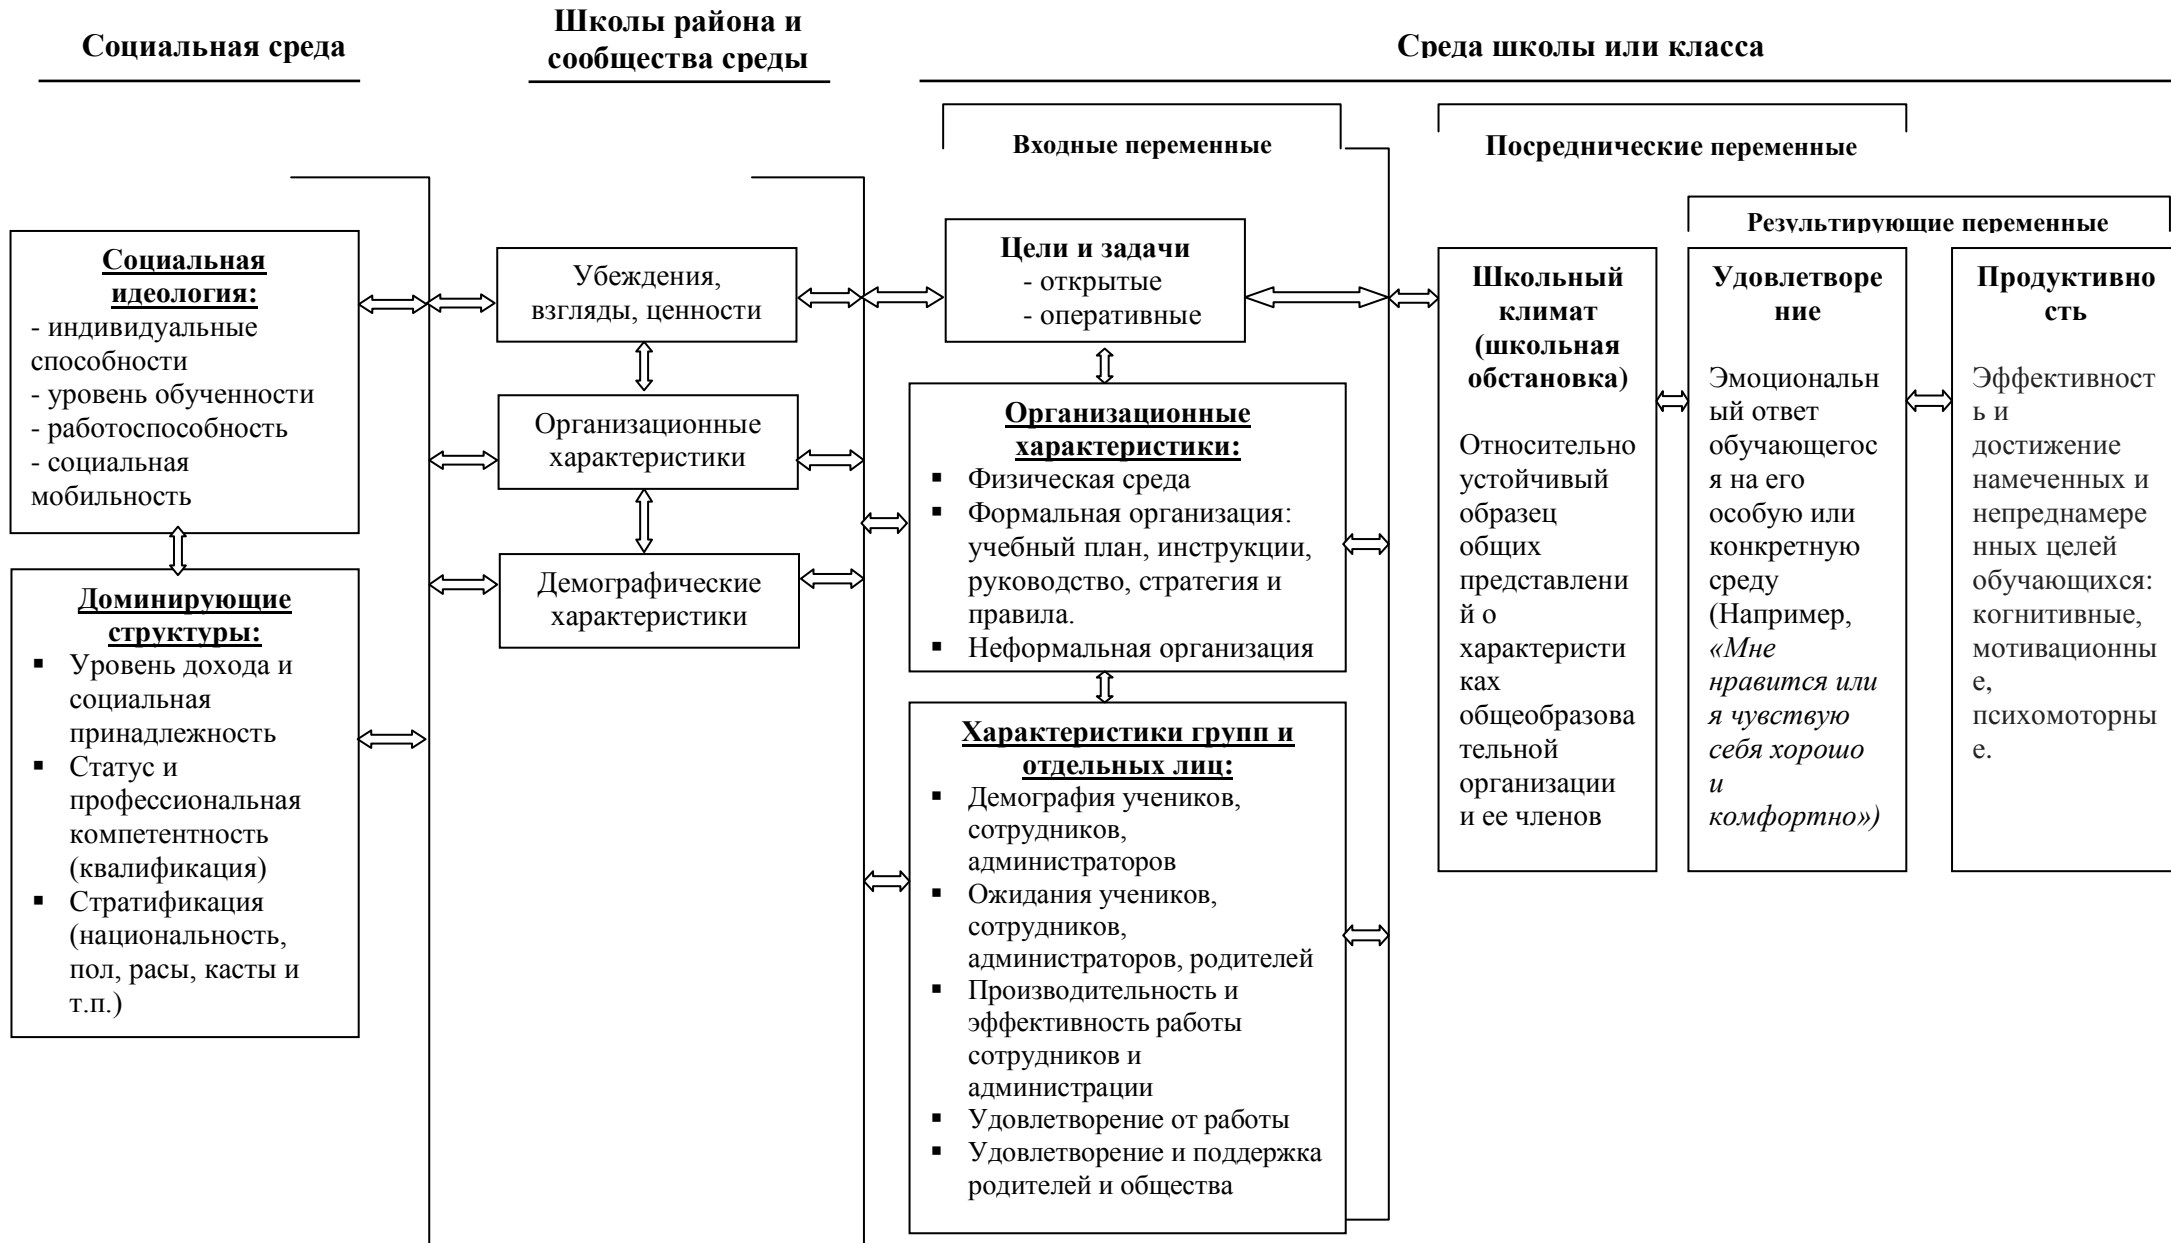 Социальная среда
Школы района и
сообщества среды
Среда школы или класса
Входные переменные
Посреднические переменные
Результирующие переменные
Социальная
идеология:
- индивидуальные
способности
- уровень обученности
- работоспособность
- социальная
мобильность
Доминирующие
структуры:
▪ Уровень дохода и
социальная
принадлежность
▪ Статус и
профессиональная
компетентность
(квалификация)
▪ Стратификация
(национальность,
пол, расы, касты и
т.п.)
Убеждения,
взгляды, ценности
Организационные
характеристики
Демографические
характеристики
Цели и задачи
- открытые
- оперативные
Организационные
характеристики:
▪ Физическая среда
▪ Формальная организация:
учебный план, инструкции,
руководство, стратегия и
правила.
▪ Неформальная организация
Характеристики групп и
отдельных лиц:
▪ Демография учеников,
сотрудников,
администраторов
▪ Ожидания учеников,
сотрудников,
администраторов, родителей
▪ Производительность и
эффективность работы
сотрудников и
администрации
▪ Удовлетворение от работы
▪ Удовлетворение и поддержка
родителей и общества
Школьный
климат
(школьная
обстановка)
Относительно
устойчивый
образец
общих
представлени
й о
характеристи
ках
общеобразова
тельной
организации
и ее членов
Удовлетворе
ние
Эмоциональн
ый ответ
обучающегос
я на его
особую или
конкретную
среду
(Например,
«Мне
нравится или
я чувствую
себя хорошо
и
комфортно»)
Продуктивно
сть
Эффективност
ь и
достижение
намеченных и
непреднамере
нных целей
обучающихся:
когнитивные,
мотивационны
е,
психомоторны
е.